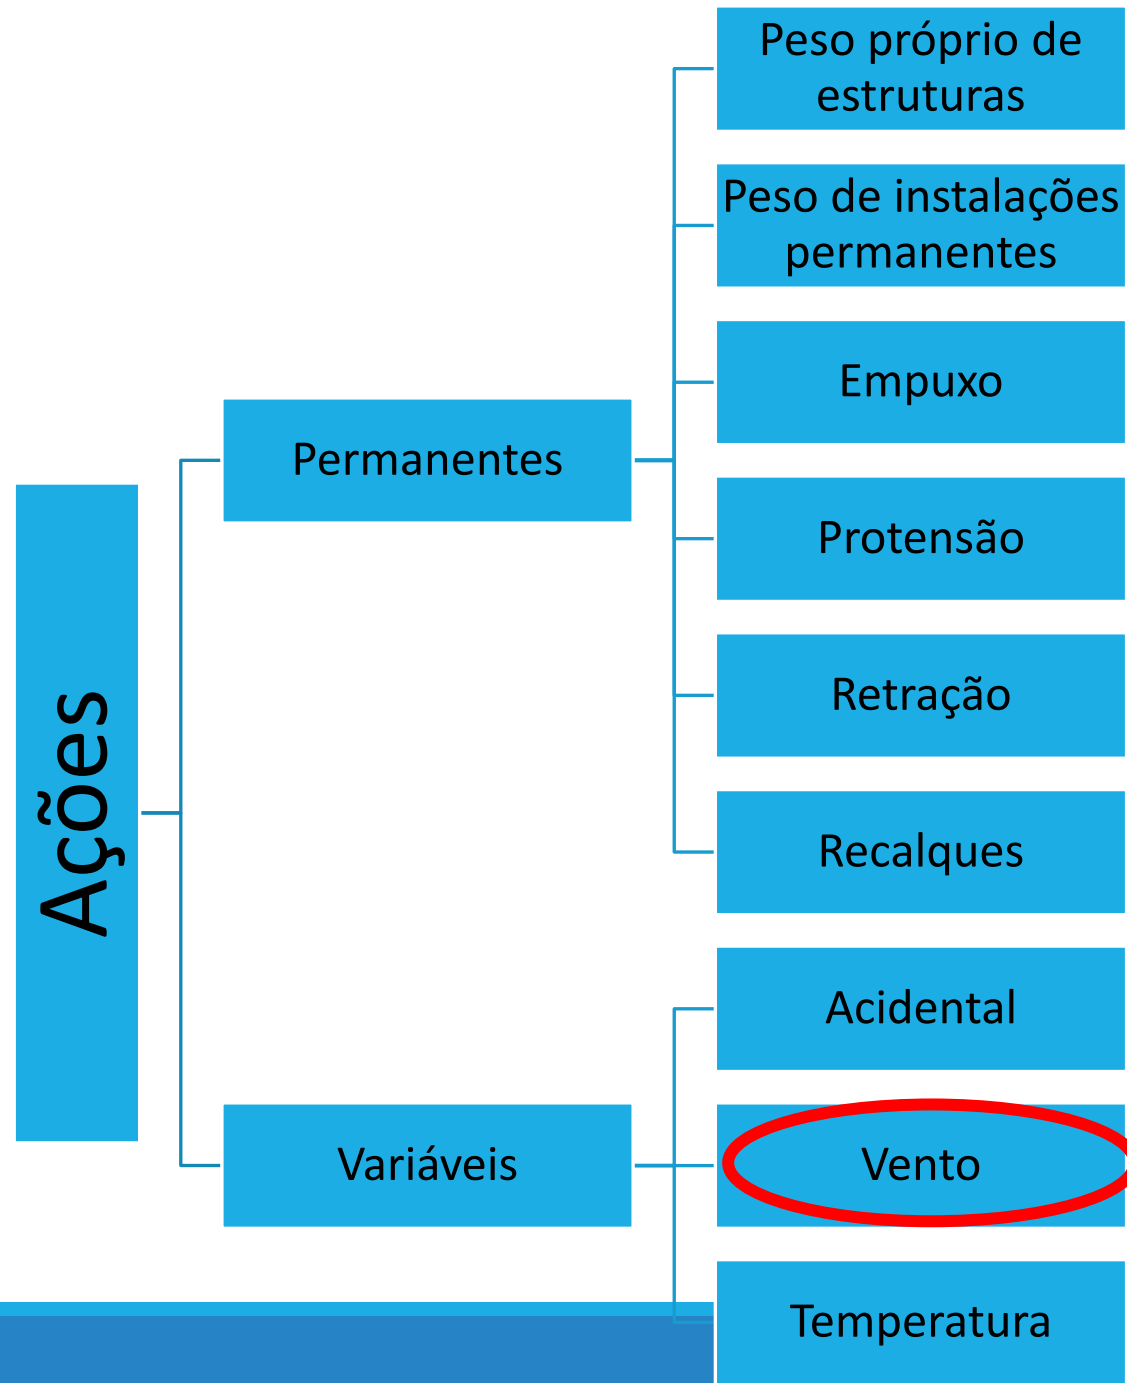 Ações
Permanentes
Peso próprio de
estruturas
Peso de instalações
permanentes
Empuxo
Protensão
Retração
Recalques
Variáveis
Acidental
Vento
Temperatura